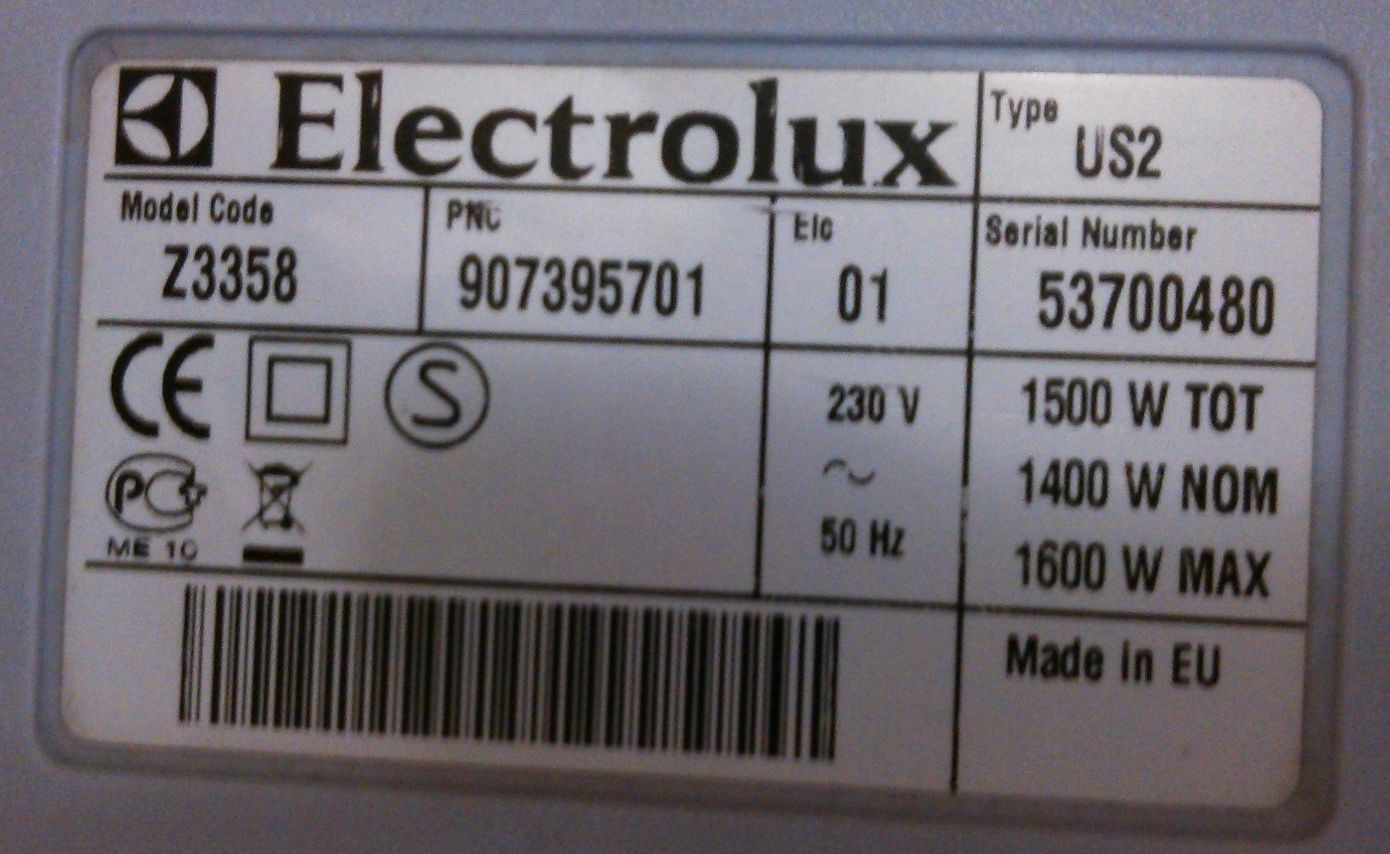 Electrolux
Type
US2
Model Code
Z3358
PNC
907395701
Elc
01
Serial Number
53700480
CE
S
230 V
~
50 Hz
1500 W TOT
1400 W NOM
1600 W MAX
PC
ME 10
Made in EU